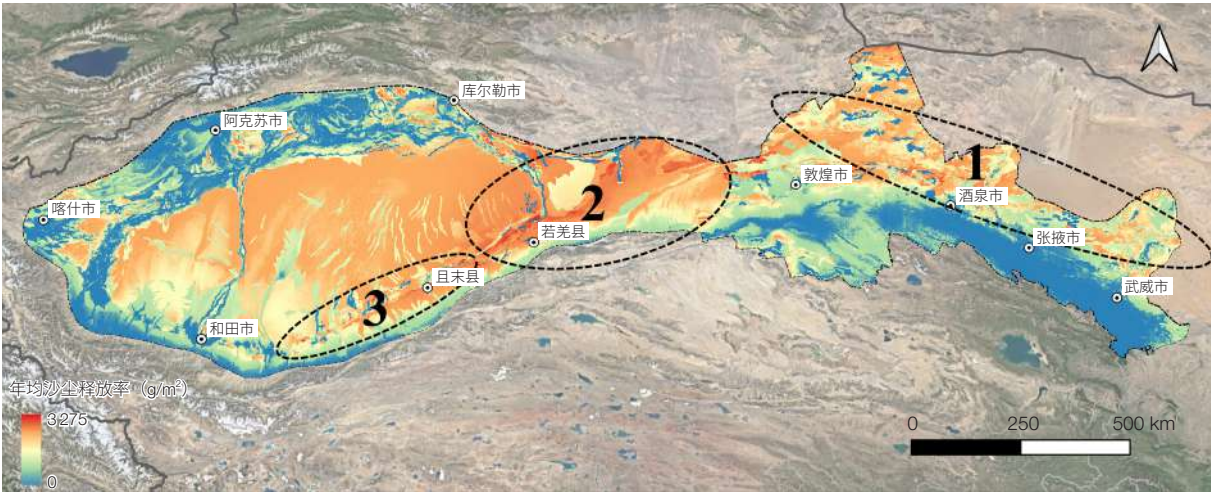 库尔勒市
阿克苏市
1
敦煌市
酒泉市
喀什市
2
若羌县
张掖市
且末县
武威市
3
和田市
年均沙尘释放率（g/m²）
3 275
0
0 250 500 km